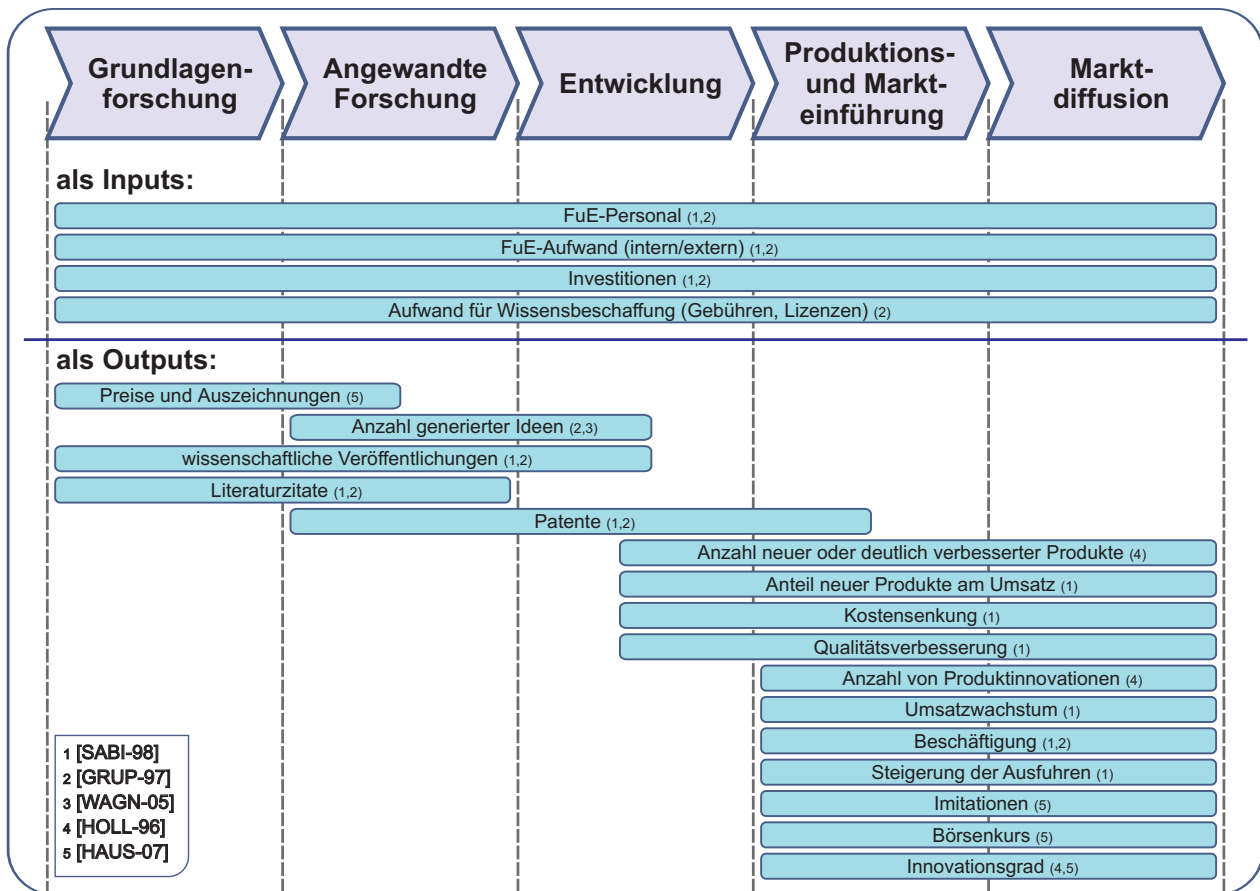 Grundlagen-
forschung
Angewandte
Forschung
Entwicklung
Produktions-
und Markt-
einführung
Markt-
diffusion
als Inputs:
FuE-Personal (1,2)
FuE-Aufwand (intern/extern) (1,2)
Investitionen (1,2)
Aufwand für Wissensbeschaffung (Gebühren, Lizenzen) (2)
als Outputs:
Preise und Auszeichnungen (5)
Anzahl generierter Ideen (2,3)
wissenschaftliche Veröffentlichungen (1,2)
Literaturzitate (1,2)
Patente (1,2)
Anzahl neuer oder deutlich verbesserter Produkte (4)
Anteil neuer Produkte am Umsatz (1)
Kostensenkung (1)
Qualitätsverbesserung (1)
Anzahl von Produktinnovationen (4)
Umsatzwachstum (1)
Beschäftigung (1,2)
Steigerung der Ausfuhren (1)
Imitationen (5)
Börsenkurs (5)
Innovationsgrad (4,5)
1 [SABI-98]
2 [GRUP-97]
3 [WAGN-05]
4 [HOLL-96]
5 [HAUS-07]